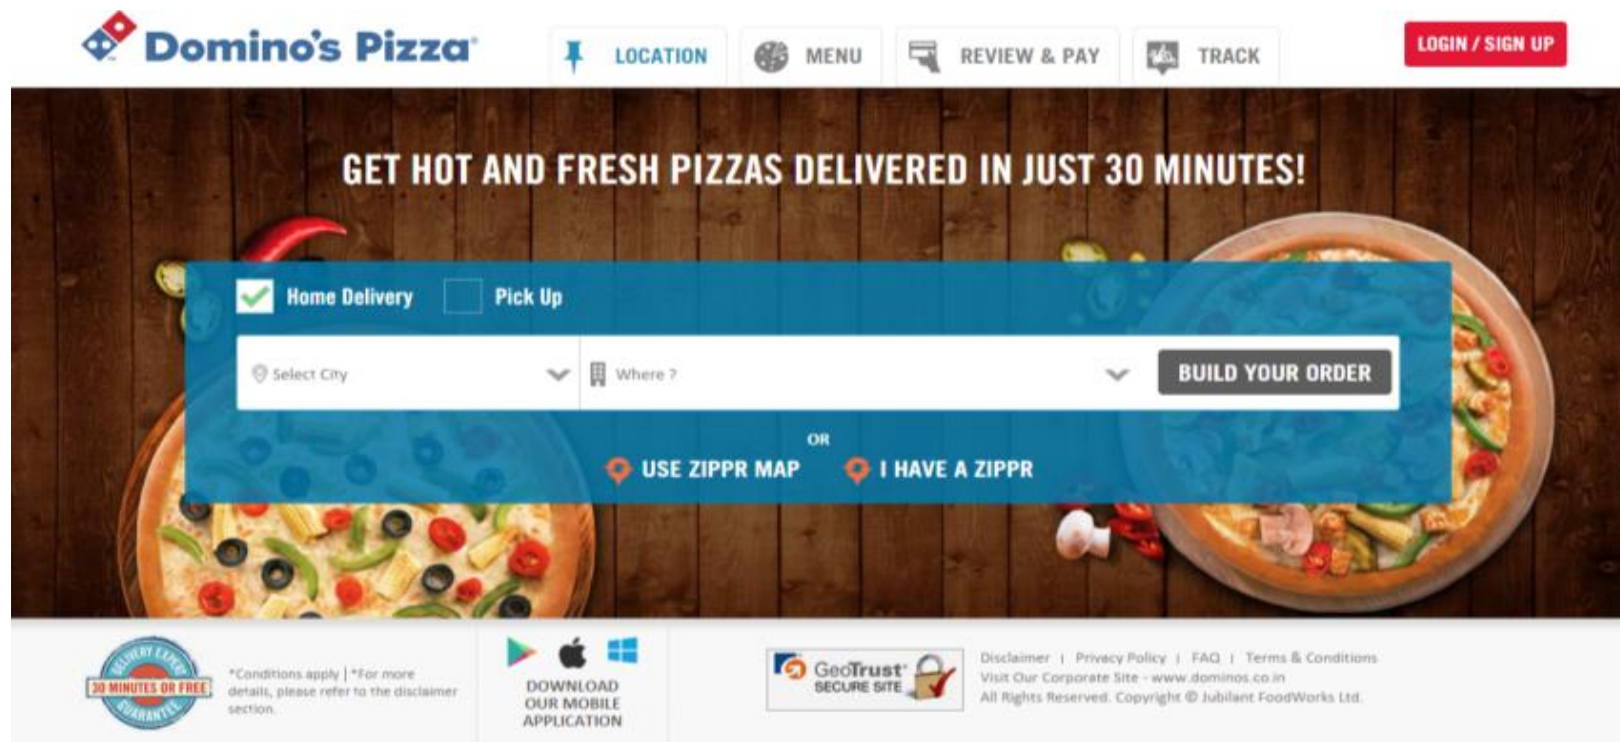 Domino's Pizza
LOCATION
MENU
REVIEW & PAY
TRACK
LOGIN / SIGN UP
GET HOT AND FRESH PIZZAS DELIVERED IN JUST 30 MINUTES!
Home Delivery
Pick Up
Select City
Where ?
BUILD YOUR ORDER
OR
USE ZIPPR MAP
I HAVE A ZIPPR
DELIVERY EXPERT
30 MINUTES OR FREE
GUARANTEE
*Conditions apply | *For more
details, please refer to the disclaimer
section.
DOWNLOAD
OUR MOBILE
APPLICATION
GeoTrust
SECURE SITE
Disclaimer | Privacy Policy | FAQ | Terms & Conditions
Visit Our Corporate Site - www.dominos.co.in
All Rights Reserved. Copyright © Jubilant FoodWorks Ltd.